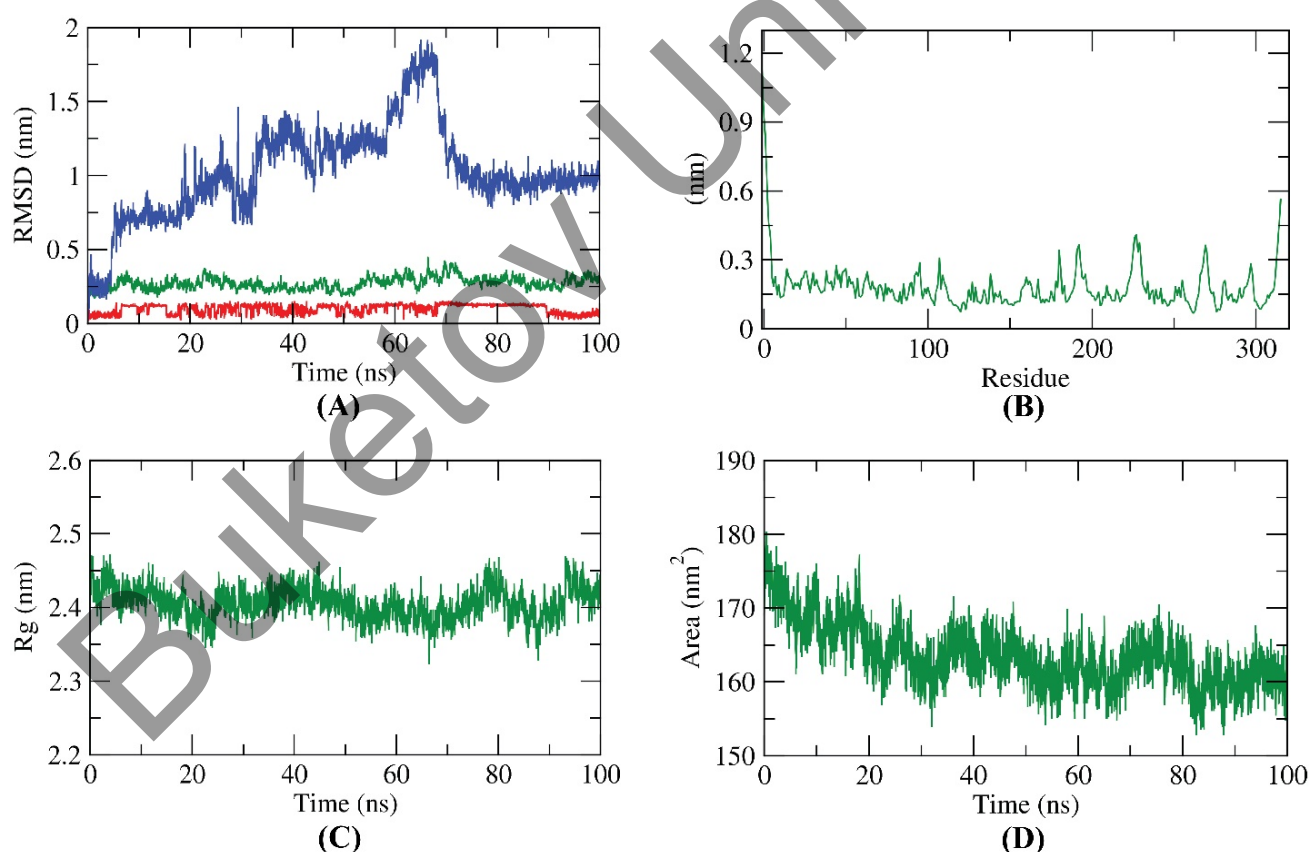 2
1.5
1
0.5
0
RMSD (nm)
0 20 40 60 80 100
Time (ns)
(A)
1.2
0.9
0.6
0.3
0
(nm)
0 100 200 300
Residue
(B)
2.6
2.5
2.4
2.3
2.2
Rg (nm)
0 20 40 60 80 100
Time (ns)
(C)
190
180
170
160
150
Area (nm²)
0 20 40 60 80 100
Time (ns)
(D)
Buketov Uni